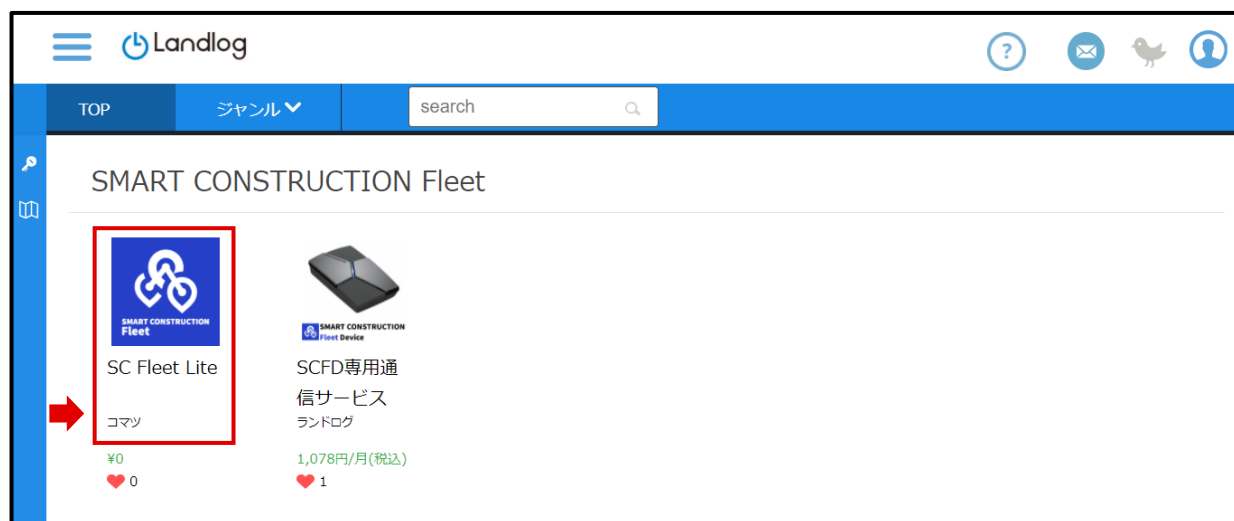 Landlog
?
TOP
ジャンル
search
SMART CONSTRUCTION Fleet
SMART CONSTRUCTION
Fleet
SC Fleet Lite
コマツ
¥0
0
SMART CONSTRUCTION
Fleet Device
SCFD専用通
信サービス
ランドログ
1,078円/月(税込)
1